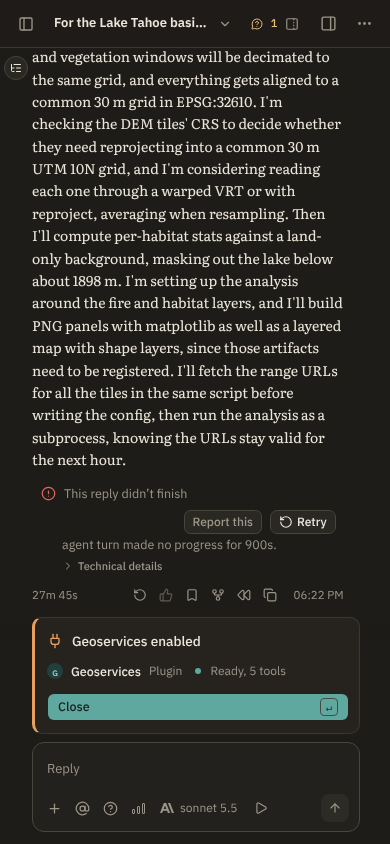 For the Lake Tahoe basi...
1
and vegetation windows will be decimated to
the same grid, and everything gets aligned to a
common 30 m grid in EPSG:32610. I'm
checking the DEM tiles' CRS to decide whether
they need reprojecting into a common 30 m
UTM 10N grid, and I'm considering reading
each one through a warped VRT or with
reproject, averaging when resampling. Then
I'll compute per-habitat stats against a land-
only background, masking out the lake below
about 1898 m. I'm setting up the analysis
around the fire and habitat layers, and I'll build
PNG panels with matplotlib as well as a layered
map with shape layers, since those artifacts
need to be registered. I'll fetch the range URLs
for all the tiles in the same script before
writing the config, then run the analysis as a
subprocess, knowing the URLs stay valid for
the next hour.
This reply didn't finish
Report this
Retry
agent turn made no progress for 900s.
Technical details
27m 45s
06:22 PM
Geoservices enabled
G Geoservices Plugin Ready, 5 tools
Close
Reply
sonnet 5.5